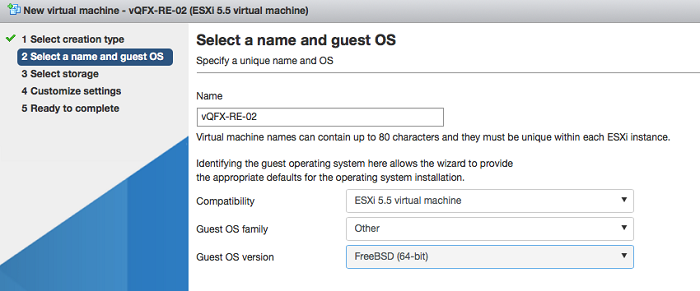 New virtual machine - vQFX-RE-02 (ESXi 5.5 virtual machine)
1 Select creation type
2 Select a name and guest OS
3 Select storage
4 Customize settings
5 Ready to complete
Select a name and guest OS
Specify a unique name and OS
Name
vQFX-RE-02
Virtual machine names can contain up to 80 characters and they must be unique within each ESXi instance.
Identifying the guest operating system here allows the wizard to provide
the appropriate defaults for the operating system installation.
Compatibility ESXi 5.5 virtual machine
Guest OS family Other
Guest OS version FreeBSD (64-bit)